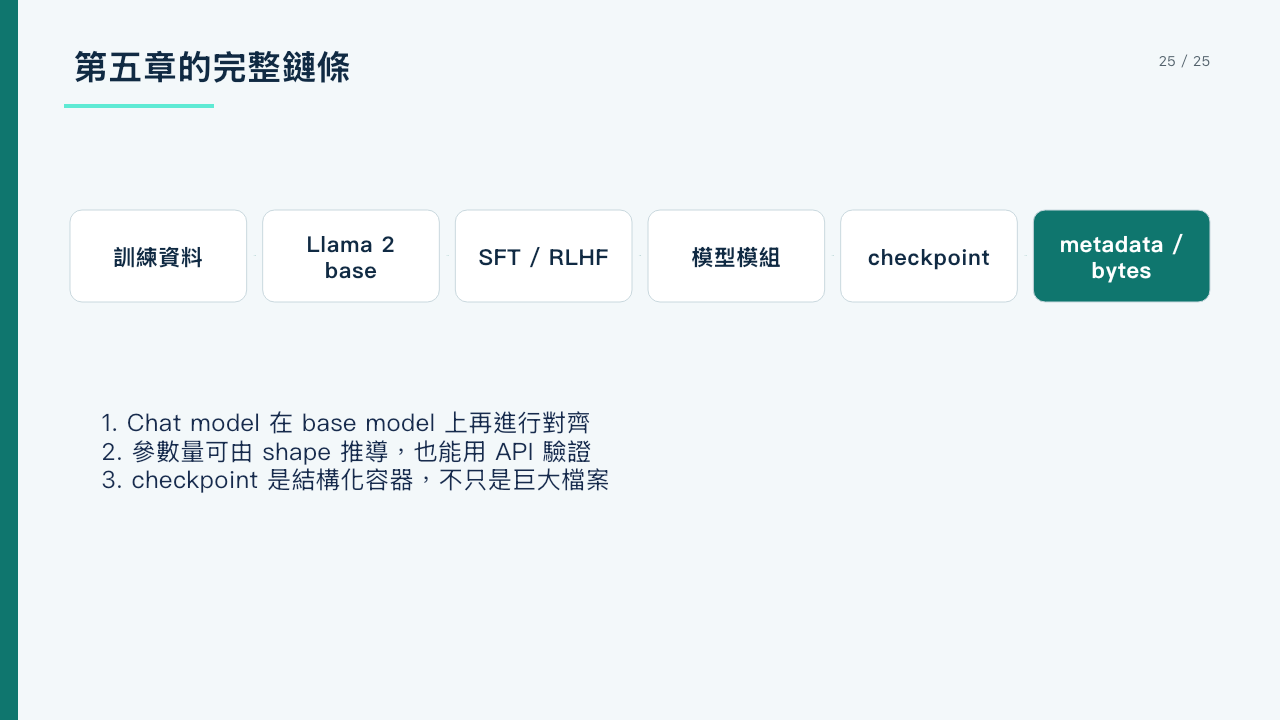 第五章的完整鏈條
25 / 25
訓練資料
Llama 2
base
SFT / RLHF
模型模組
checkpoint
metadata /
bytes
1. Chat model 在 base model 上再進行對齊
2. 參數量可由 shape 推導，也能用 API 驗證
3. checkpoint 是結構化容器，不只是巨大檔案